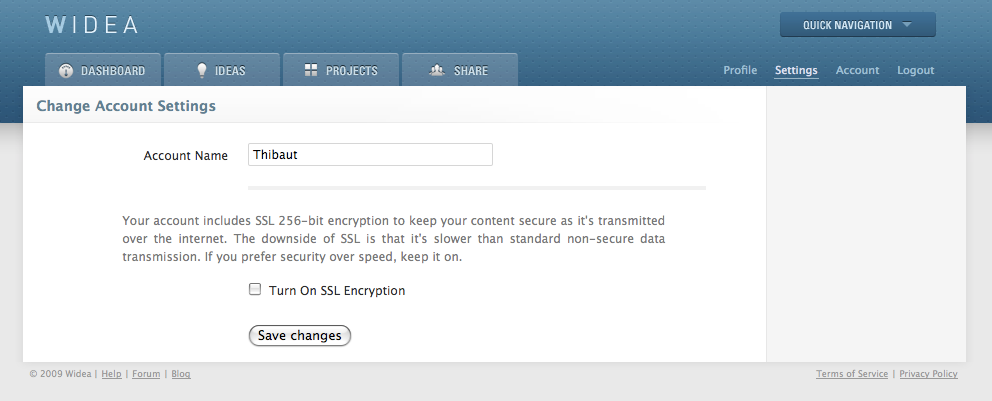 WIDEA
QUICK NAVIGATION
DASHBOARD IDEAS PROJECTS SHARE
Profile Settings Account Logout
Change Account Settings
Account Name Thibaut
Your account includes SSL 256-bit encryption to keep your content secure as it's transmitted
over the internet. The downside of SSL is that it's slower than standard non-secure data
transmission. If you prefer security over speed, keep it on.
Turn On SSL Encryption
Save changes
© 2009 Widea | Help | Forum | Blog Terms of Service | Privacy Policy